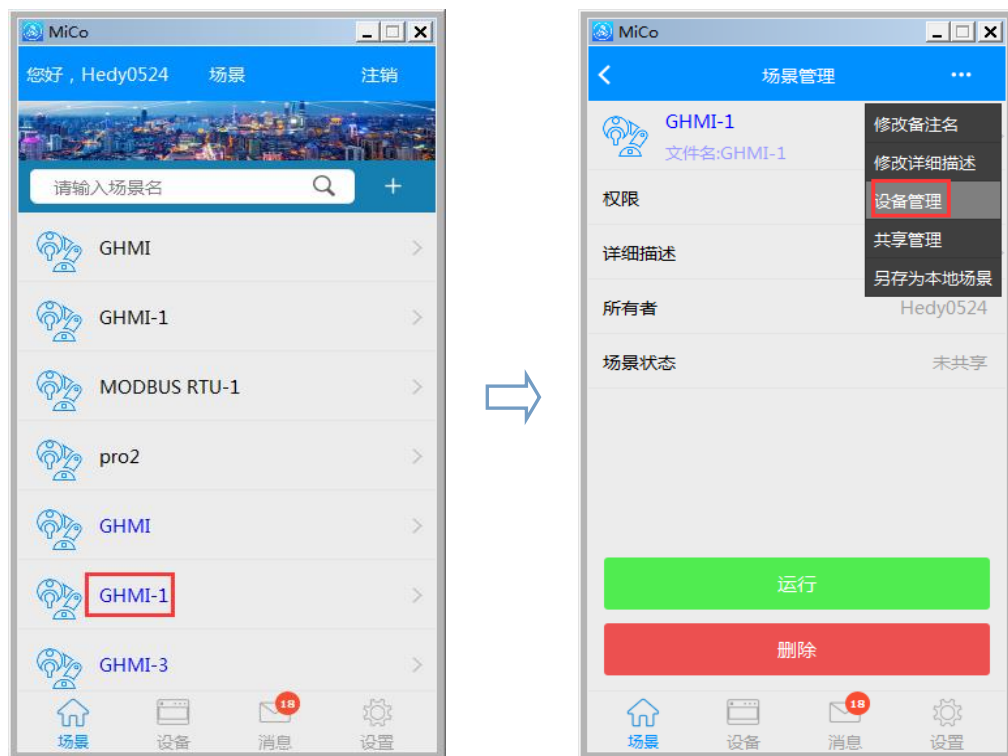 MiCo
您好，Hedy0524 场景 注销
请输入场景名
GHMI
GHMI-1
MODBUS RTU-1
pro2
GHMI
GHMI-1
GHMI-3
18
场景 设备 消息 设置
MiCo
场景管理
GHMI-1
文件名:GHMI-1
修改备注名
修改详细描述
设备管理
共享管理
另存为本地场景
权限
详细描述
所有者 Hedy0524
场景状态 未共享
运行
删除
18
场景 设备 消息 设置